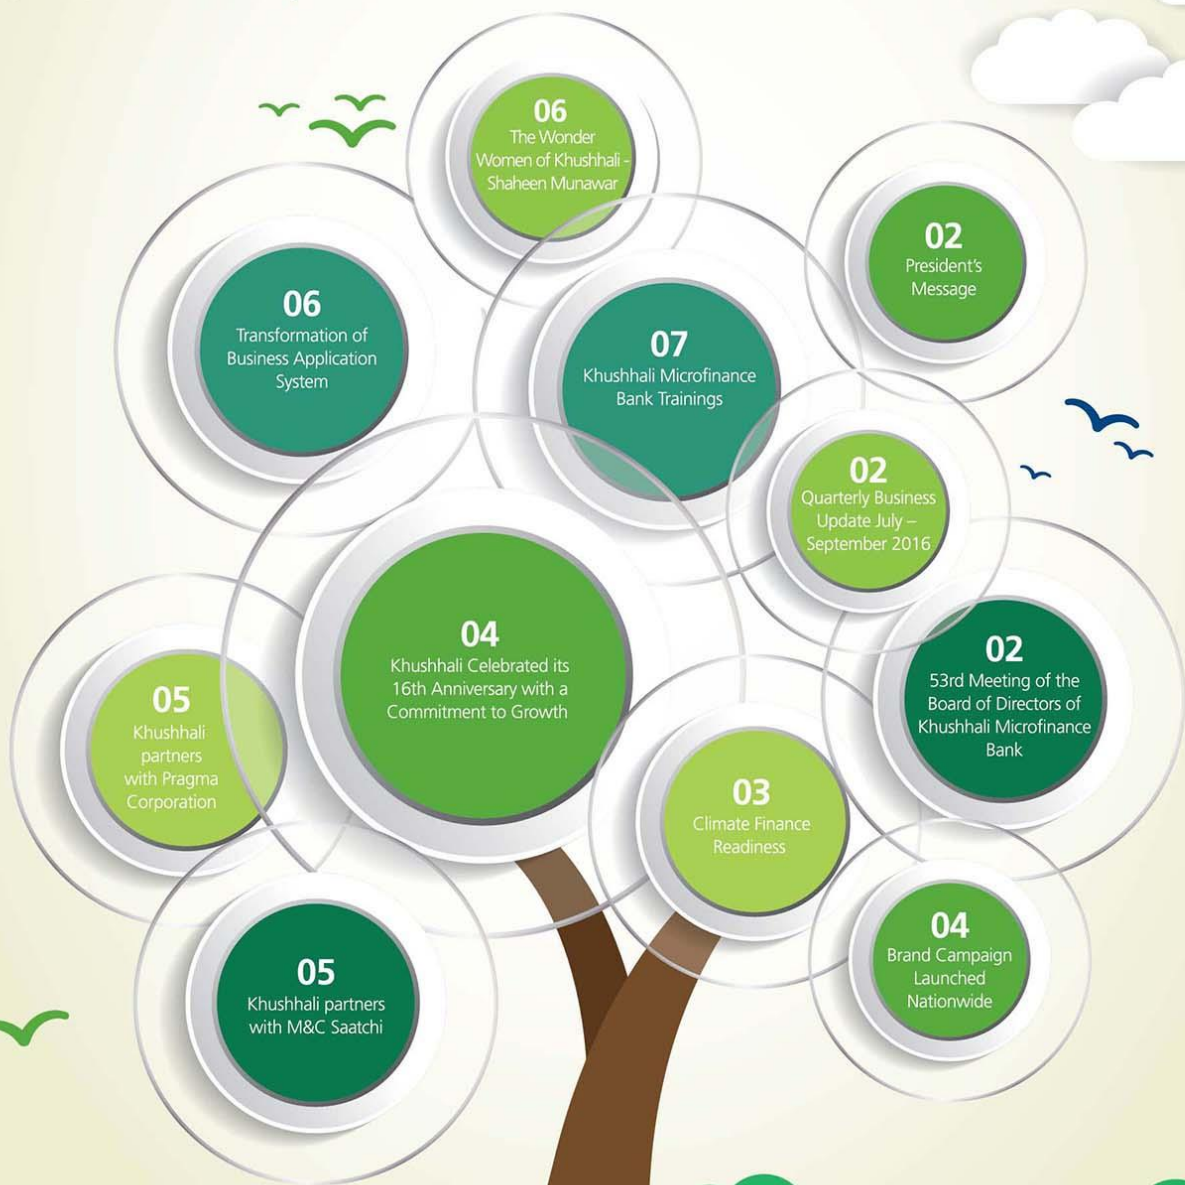 06
The Wonder
Women of Khushhali -
Shaheen Munawar
02
President's
Message
06
Transformation of
Business Application
System
07
Khushhali Microfinance
Bank Trainings
02
Quarterly Business
Update July –
September 2016
04
Khushhali Celebrated its
16th Anniversary with a
Commitment to Growth
02
53rd Meeting of the
Board of Directors of
Khushhali Microfinance
Bank
05
Khushhali
partners
with Pragma
Corporation
03
Climate Finance
Readiness
04
Brand Campaign
Launched
Nationwide
05
Khushhali partners
with M&C Saatchi